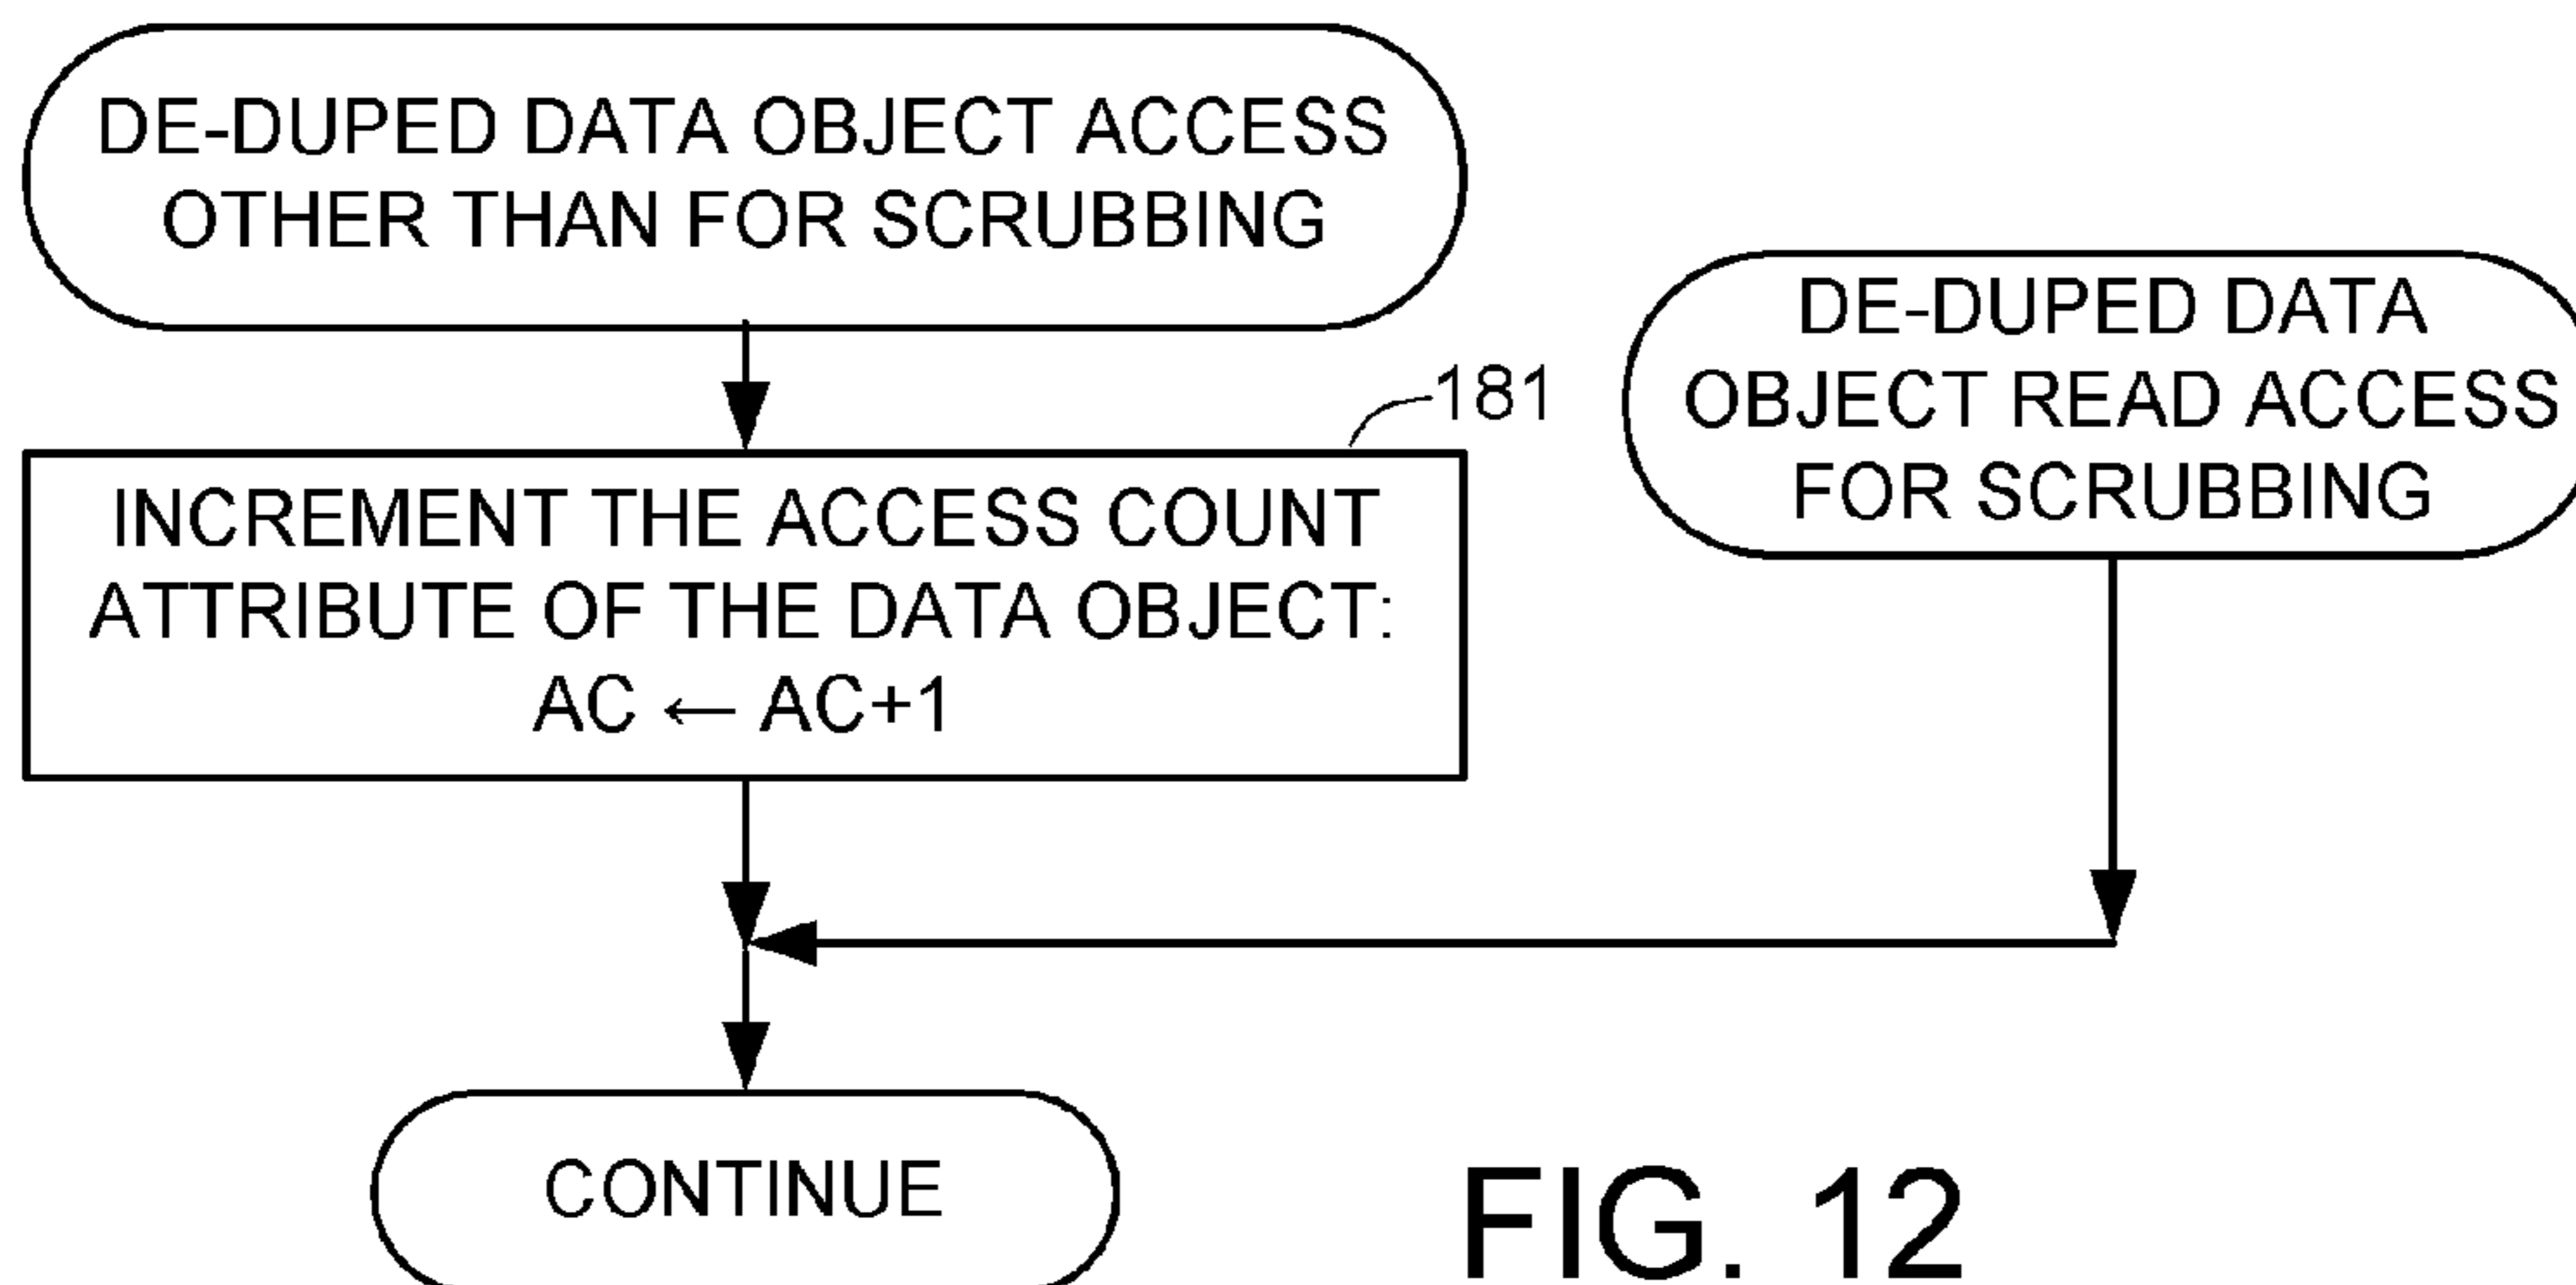 DE-DUPED DATA OBJECT ACCESS
OTHER THAN FOR SCRUBBING
181
INCREMENT THE ACCESS COUNT
ATTRIBUTE OF THE DATA OBJECT:
AC ← AC+1
DE-DUPED DATA
OBJECT READ ACCESS
FOR SCRUBBING
CONTINUE
FIG. 12